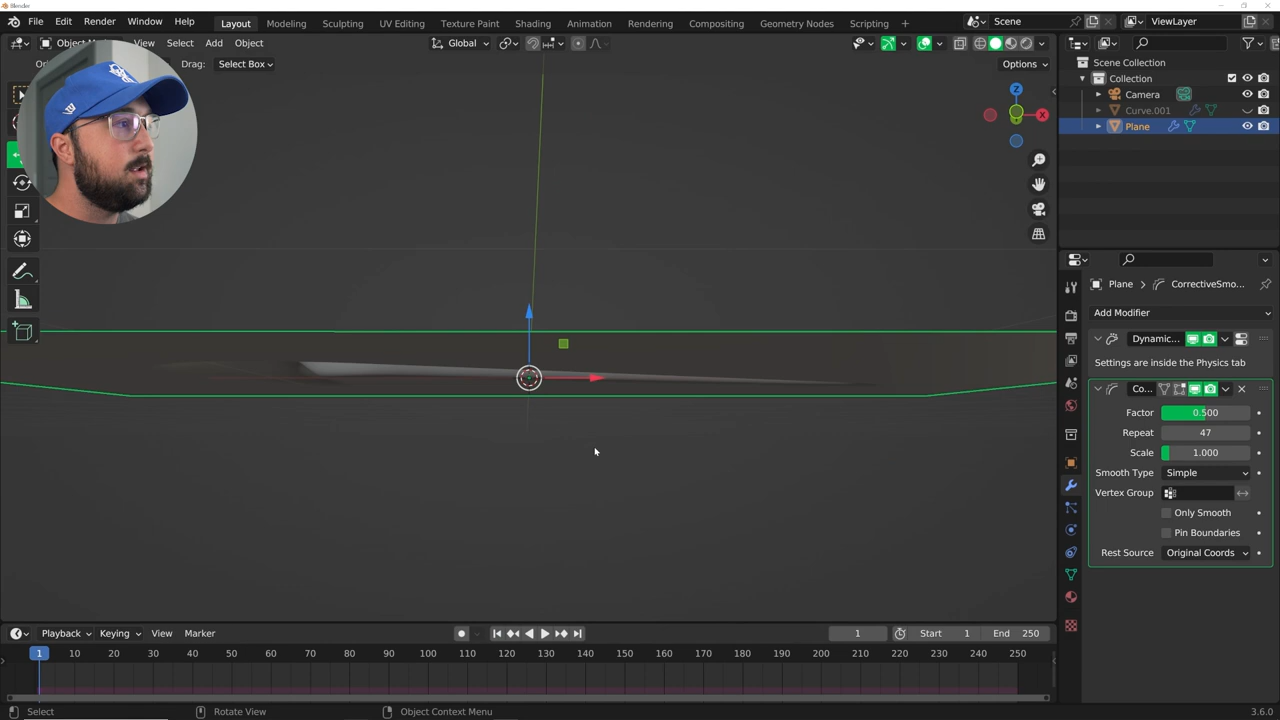 Blender
File Edit Render Window Help
Layout Modeling Sculpting UV Editing Texture Paint Shading Animation Rendering Compositing Geometry Nodes Scripting +
Scene
ViewLayer
View Select Add Object
Global
Drag: Select Box
Options
Z
X
Scene Collection
Collection
Camera
Curve.001
Plane
Plane > CorrectiveSmo...
Add Modifier
Dynamic...
Settings are inside the Physics tab
Co...
Factor 0.500
Repeat 47
Scale 1.000
Smooth Type Simple
Vertex Group
Only Smooth
Pin Boundaries
Rest Source Original Coords
Playback Keying View Marker
1 Start 1 End 250
1 10 20 30 40 50 60 70 80 90 100 110 120 130 140 150 160 170 180 190 200 210 220 230 240 250
Select Rotate View Object Context Menu 3.6.0